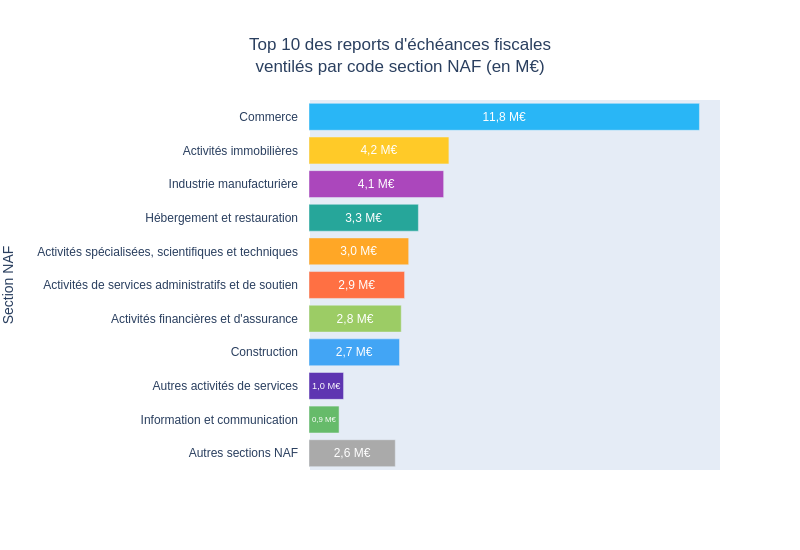 Top 10 des reports d'échéances fiscales
ventilés par code section NAF (en M€)
Section NAF
Commerce 11,8 M€
Activités immobilières 4,2 M€
Industrie manufacturière 4,1 M€
Hébergement et restauration 3,3 M€
Activités spécialisées, scientifiques et techniques 3,0 M€
Activités de services administratifs et de soutien 2,9 M€
Activités financières et d'assurance 2,8 M€
Construction 2,7 M€
Autres activités de services 1,0 M€
Information et communication 0,9 M€
Autres sections NAF 2,6 M€